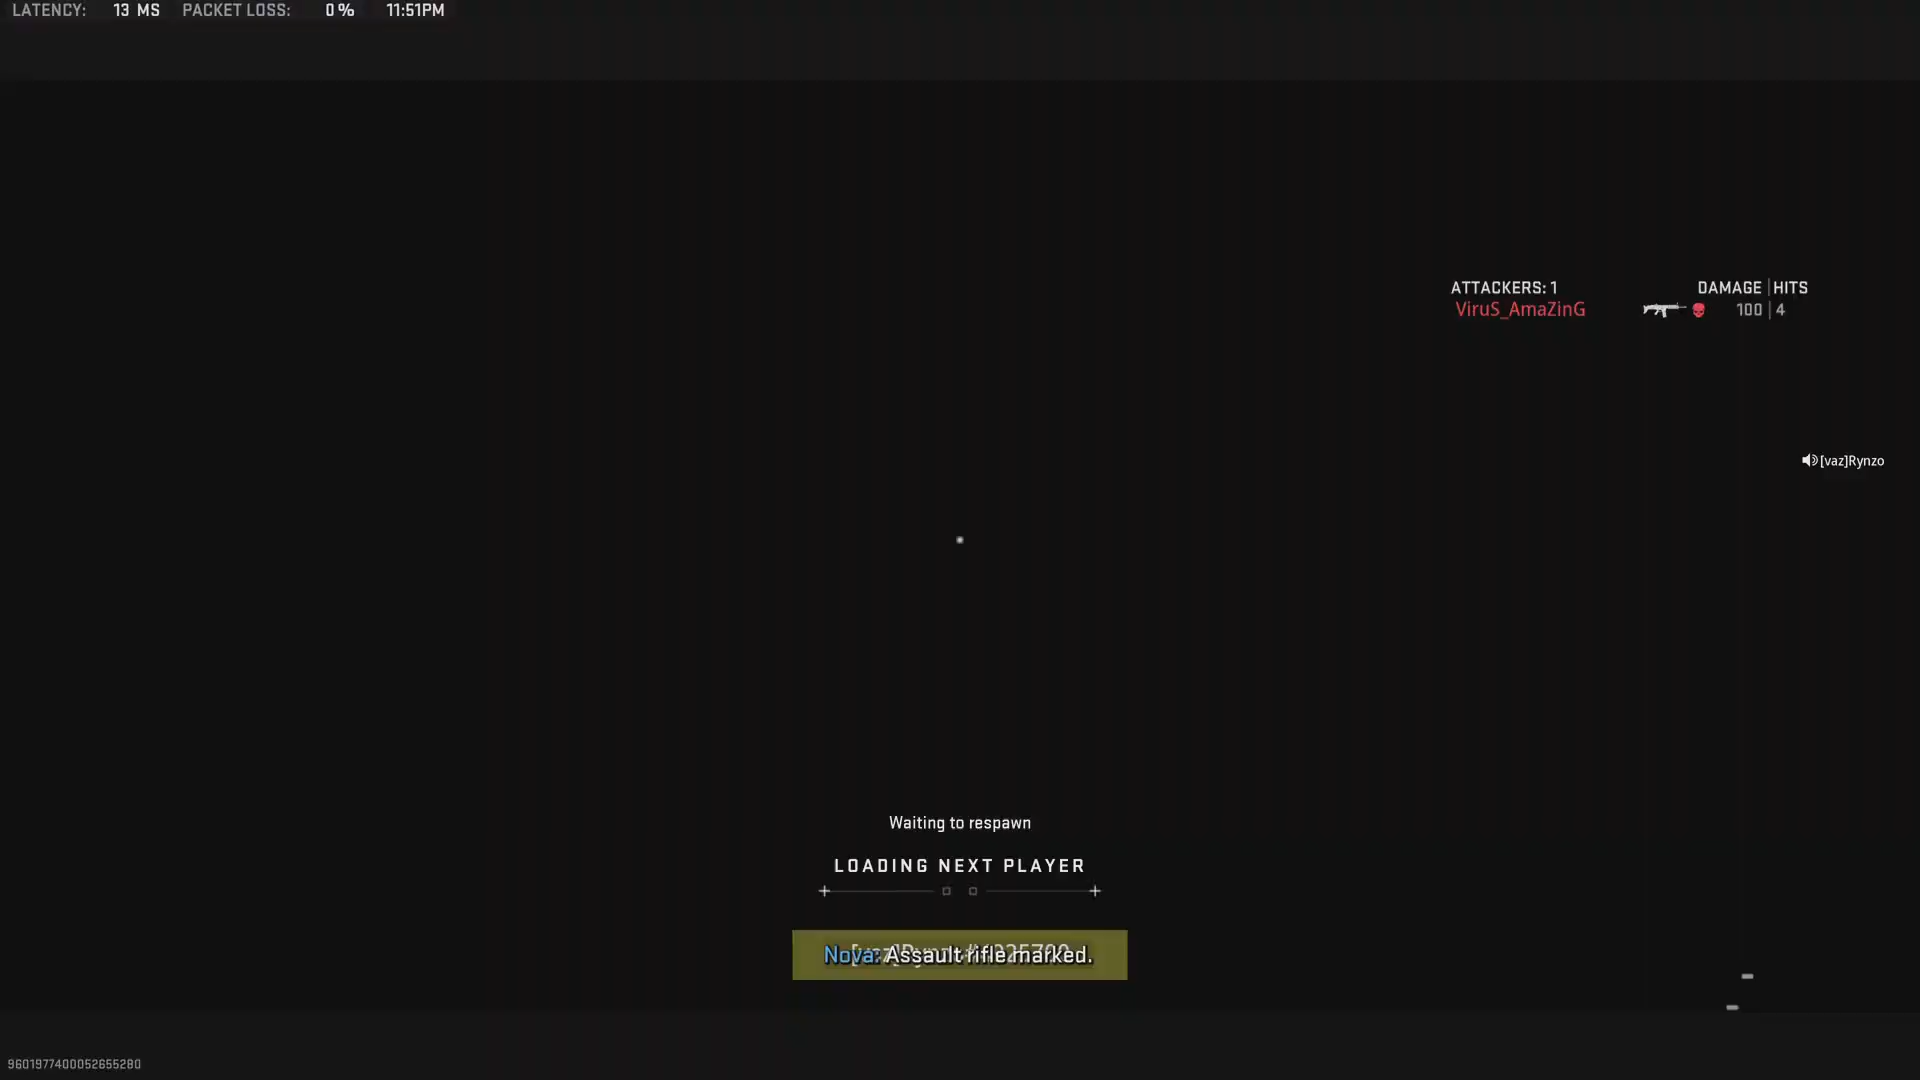 LATENCY: 13 MS PACKET LOSS: 0% 11:51PM
ATTACKERS: 1 DAMAGE | HITS
ViruS_AmaZinG 100 | 4
[vaz]Rynzo
Waiting to respawn
LOADING NEXT PLAYER
Nova: Assault rifle marked.
9601977400052655280